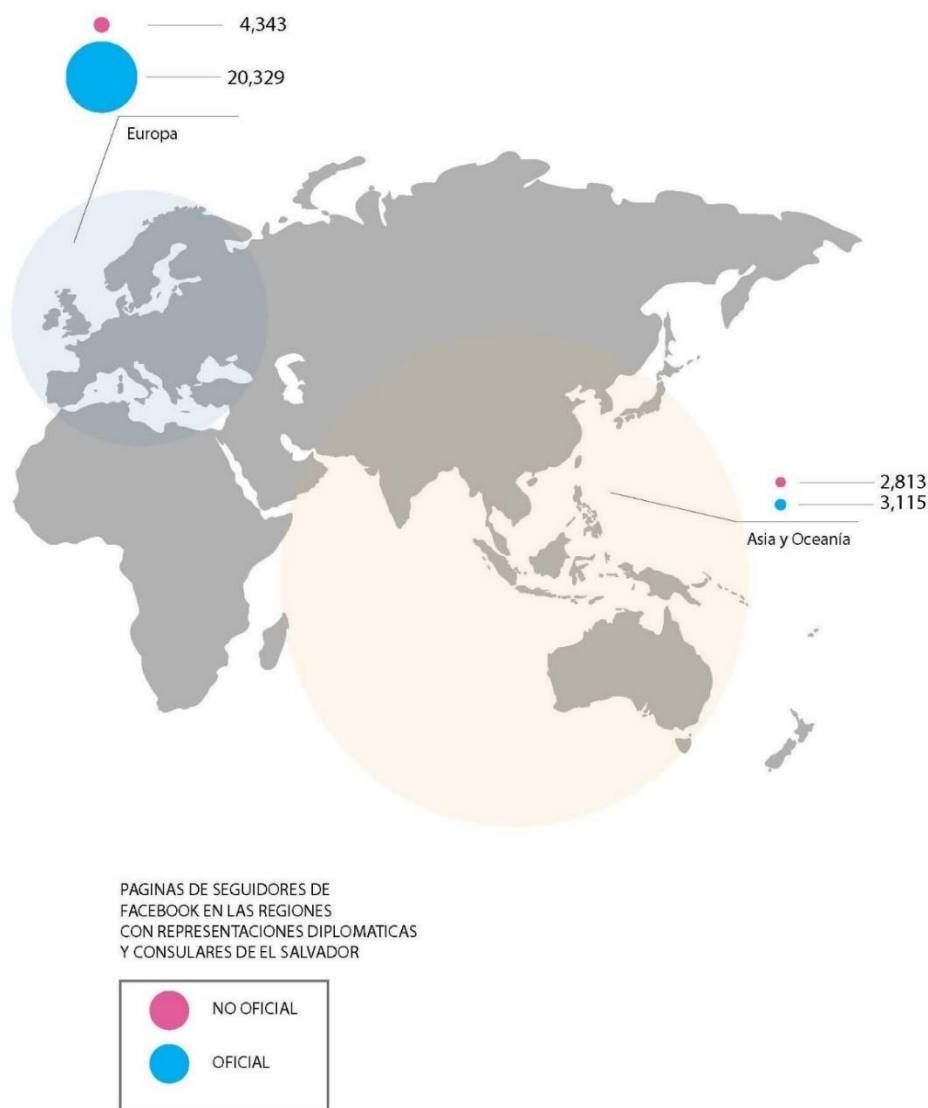 4,343
20,329
Europa
2,813
3,115
Asia y Oceanía
PAGINAS DE SEGUIDORES DE
FACEBOOK EN LAS REGIONES
CON REPRESENTACIONES DIPLOMATICAS
Y CONSULARES DE EL SALVADOR
NO OFICIAL
OFICIAL